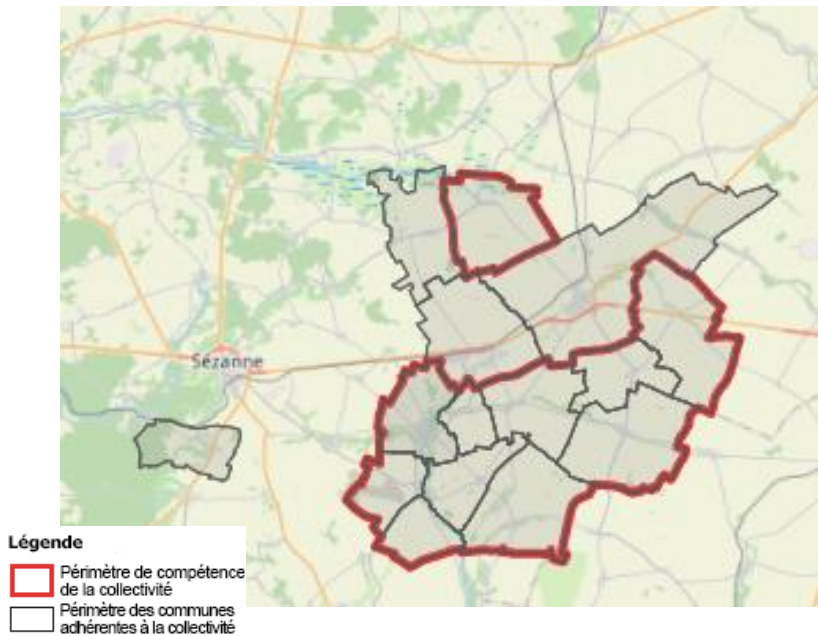 Sézanne
Légende
Périmètre de compétence
de la collectivité
Périmètre des communes
adhérentes à la collectivité